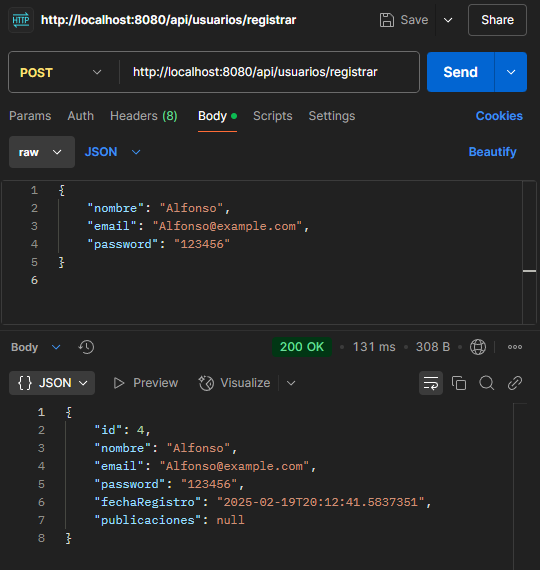 HTTP http://localhost:8080/api/usuarios/registrar Save Share
POST http://localhost:8080/api/usuarios/registrar Send
Params Auth Headers (8) Body Scripts Settings Cookies
raw JSON Beautify
1 {
2 "nombre": "Alfonso",
3 "email": "Alfonso@example.com",
4 "password": "123456"
5 }
6
Body 200 OK • 131 ms • 308 B
{} JSON Preview Visualize
1 {
2 "id": 4,
3 "nombre": "Alfonso",
4 "email": "Alfonso@example.com",
5 "password": "123456",
6 "fechaRegistro": "2025-02-19T20:12:41.5837351",
7 "publicaciones": null
8 }